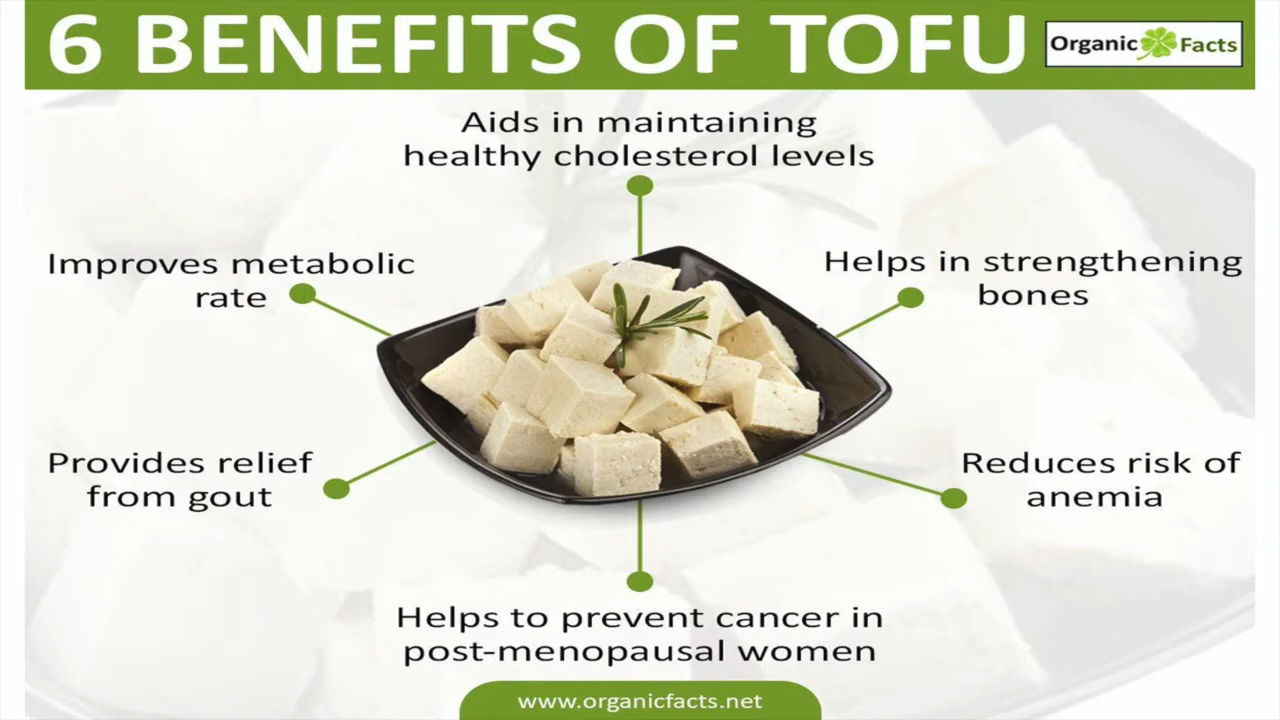 6 BENEFITS OF TOFU
Organic Facts
Aids in maintaining
healthy cholesterol levels
Improves metabolic
rate
Helps in strengthening
bones
Provides relief
from gout
Reduces risk of
anemia
Helps to prevent cancer in
post-menopausal women
www.organicfacts.net